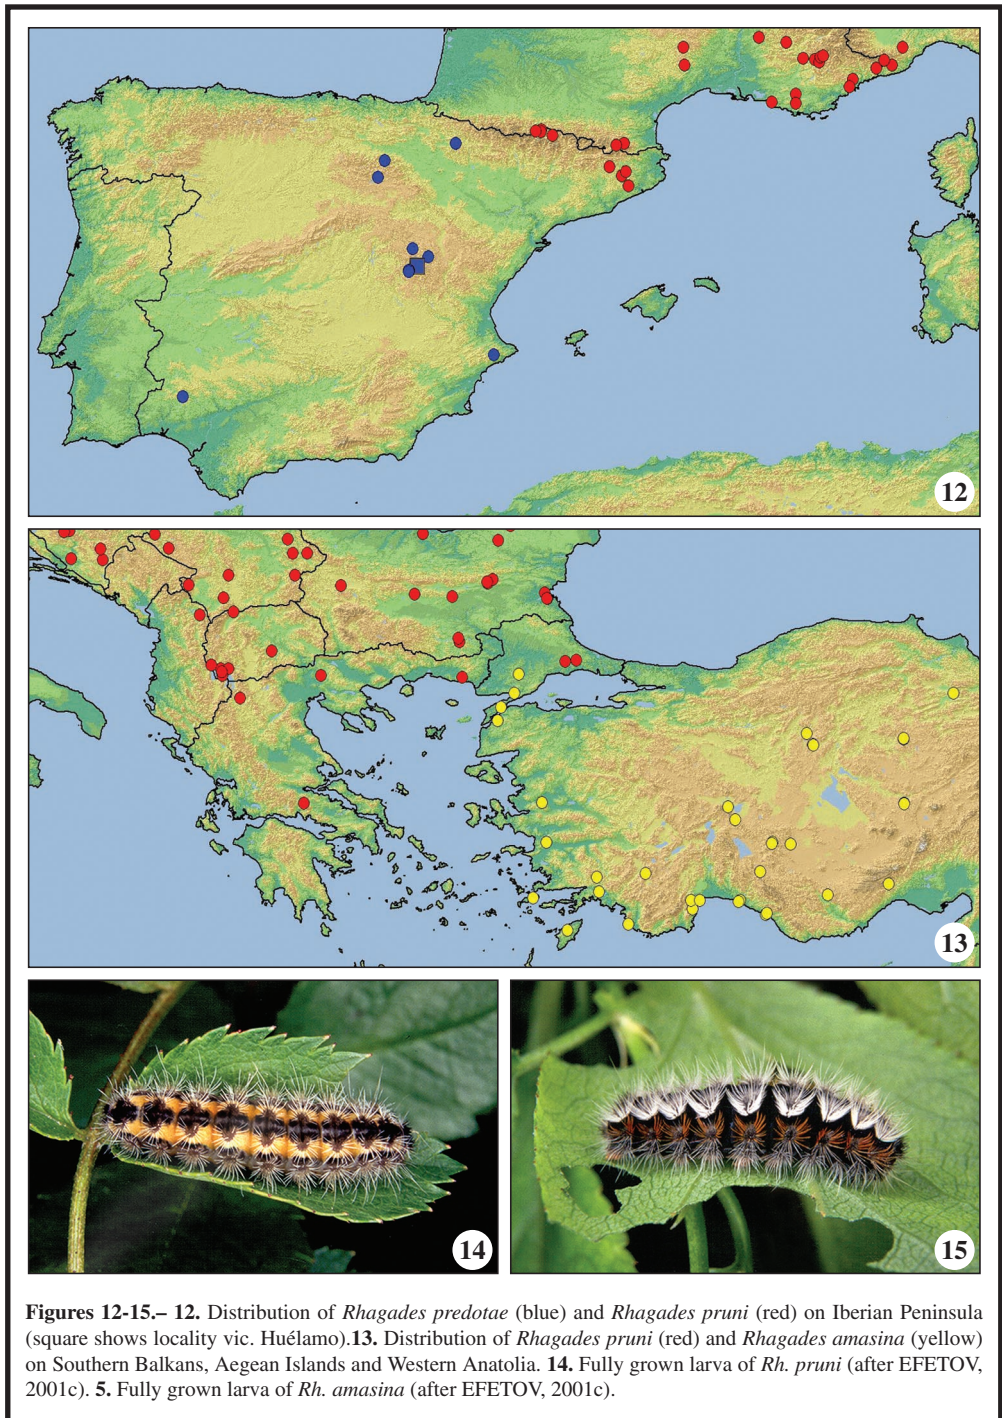 12
13
14
15
Figures 12-15.– 12. Distribution of Rhagades predotae (blue) and Rhagades pruni (red) on Iberian Peninsula
(square shows locality vic. Huélamo).13. Distribution of Rhagades pruni (red) and Rhagades amasina (yellow)
on Southern Balkans, Aegean Islands and Western Anatolia. 14. Fully grown larva of Rh. pruni (after EFETOV,
2001c). 5. Fully grown larva of Rh. amasina (after EFETOV, 2001c).